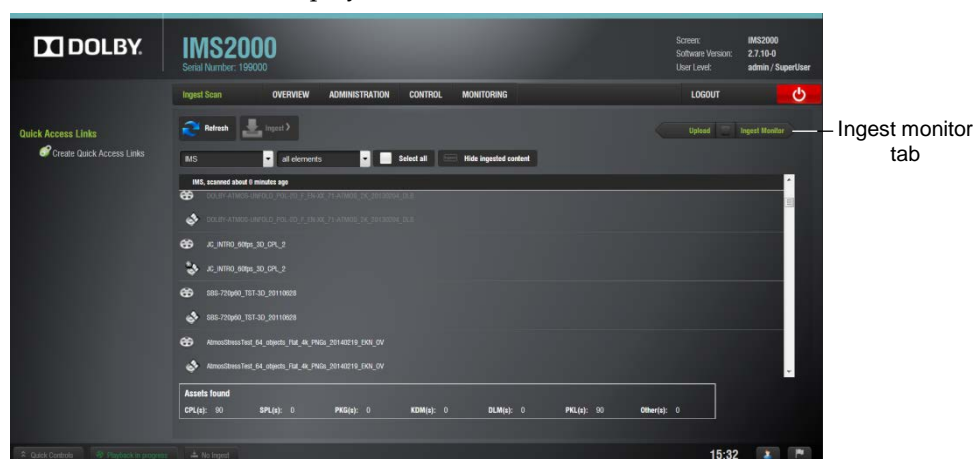 DOLBY.
IMS2000
Serial Number: 199000
Screen: IMS2000
Software Version: 2.7.10-0
User Level: admin / SuperUser
Ingest Scan OVERVIEW ADMINISTRATION CONTROL MONITORING LOGOUT
Quick Access Links
Create Quick Access Links
Refresh Ingest
Upload Ingest Monitor
Ingest monitor
tab
IMS all elements Select all Hide ingested content
IMS, scanned about 0 minutes ago
JC_INTRO_60fps_3D_CPL_2
JC_INTRO_60fps_3D_CPL_2
SBS-720p60_TST-3D_20110628
SBS-720p60_TST-3D_20110628
AtmosStressTest_64_objects_Flat_4k_PNGs_20140219_EKN_OV
AtmosStressTest_64_objects_Flat_4k_PNGs_20140219_EKN_OV
Assets found
CPL(s): 90 SPL(s): 0 PKG(s): 0 KDM(s): 0 DLM(s): 0 PKL(s): 90 Other(s): 0
Quick Controls Playback in progress No Ingest 15:32